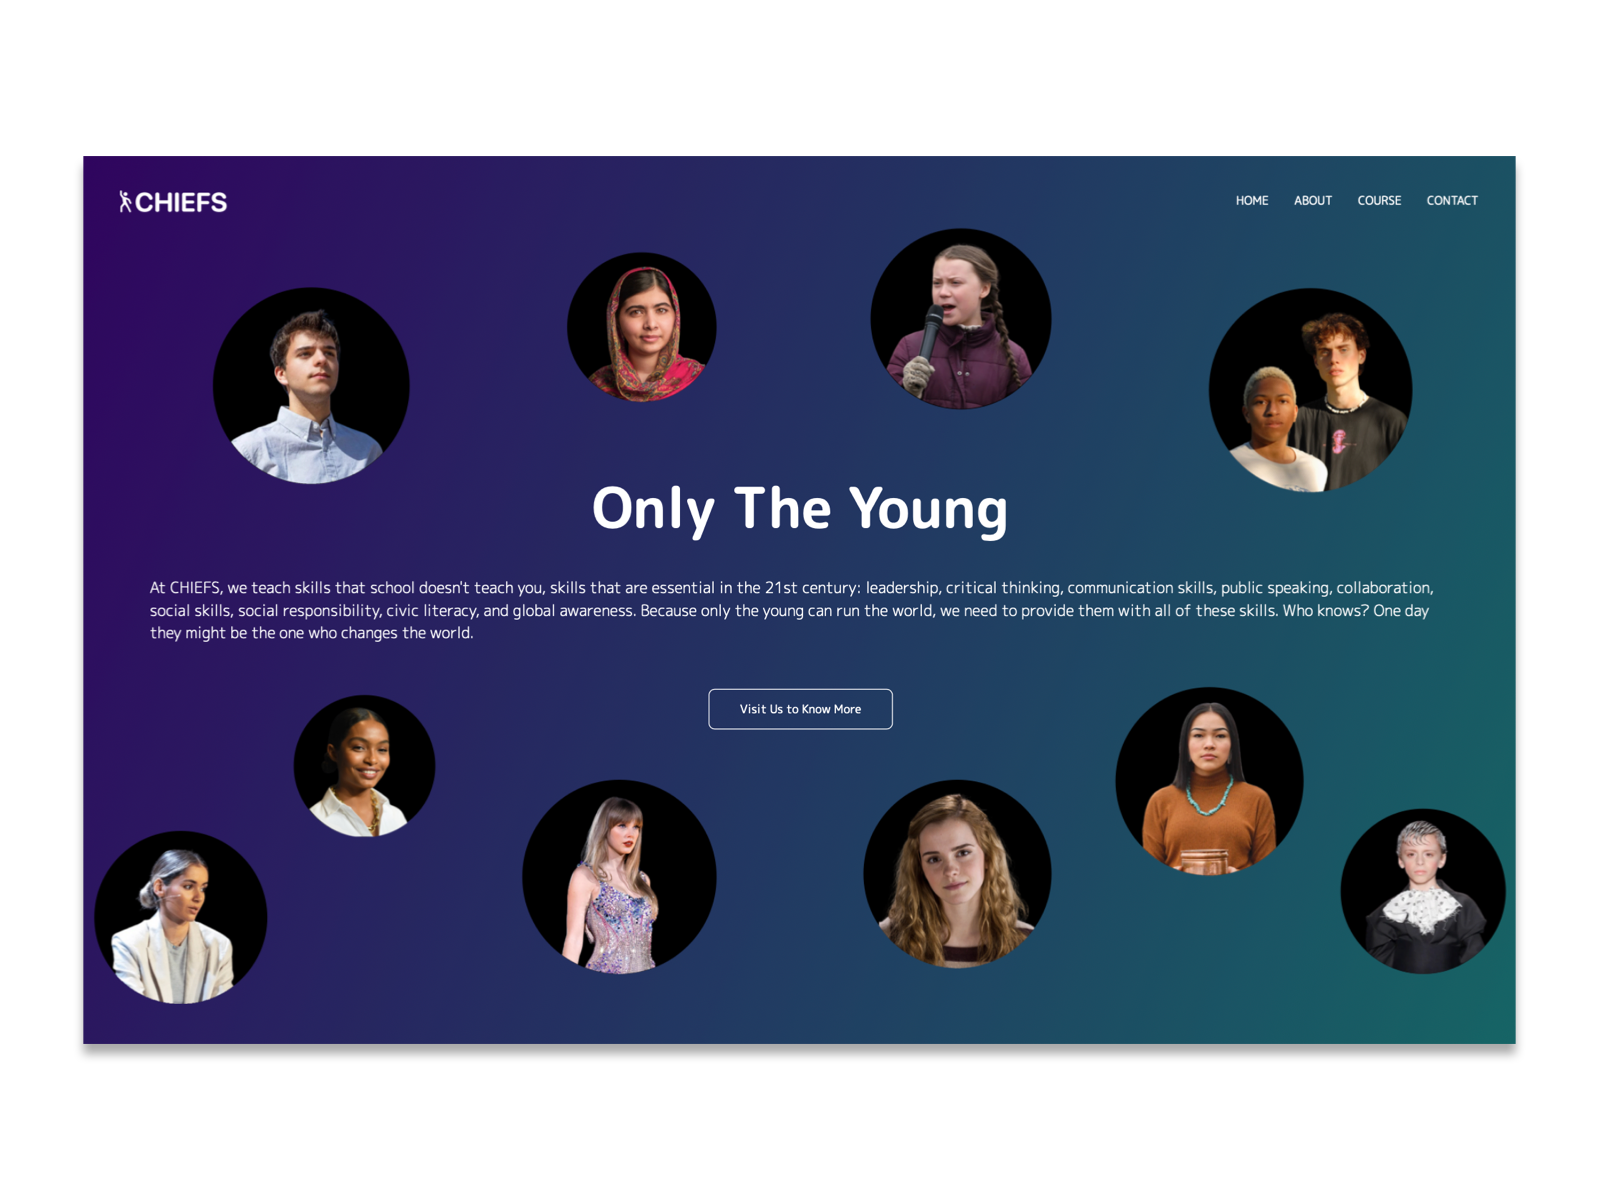 CHIEFS
HOME ABOUT COURSE CONTACT
Only The Young
At CHIEFS, we teach skills that school doesn't teach you, skills that are essential in the 21st century: leadership, critical thinking, communication skills, public speaking, collaboration,
social skills, social responsibility, civic literacy, and global awareness. Because only the young can run the world, we need to provide them with all of these skills. Who knows? One day
they might be the one who changes the world.
Visit Us to Know More